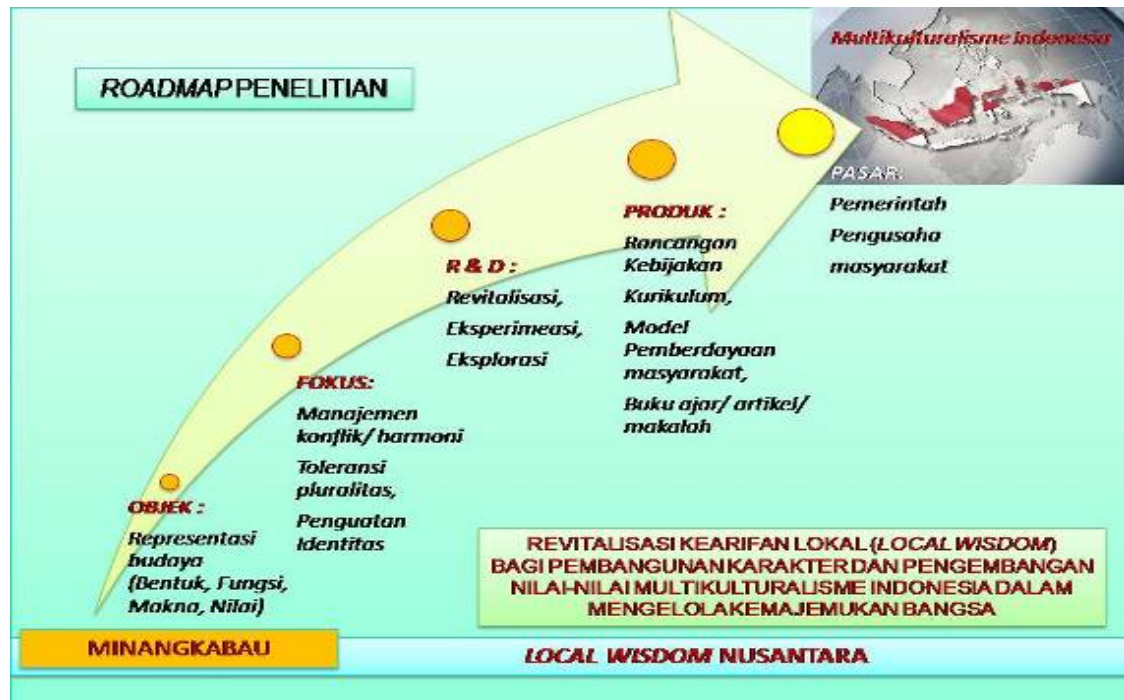 ROADMAP PENELITIAN
Multikulturalisme Indonesia
OBJEK :
Representasi
budaya
(Bentuk, Fungsi,
Makna, Nilai)
FOKUS:
Manajemen
konflik/ harmoni
Toleransi
pluralitas,
Penguatan
Identitas
R & D :
Revitalisasi,
Eksperimeasi,
Eksplorasi
PRODUK :
Rancangan
Kebijakan
Kurikulum,
Model
Pemberdayaan
masyarakat,
Buku ajar/ artikel/
makalah
PASAR:
Pemerintah
Pengusaha
masyarakat
REVITALISASI KEARIFAN LOKAL (LOCAL WISDOM)
BAGI PEMBANGUNAN KARAKTER DAN PENGEMBANGAN
NILAI-NILAI MULTIKULTURALISME INDONESIA DALAM
MENGELOLA KEMAJEMUKAN BANGSA
MINANGKABAU
LOCAL WISDOM NUSANTARA